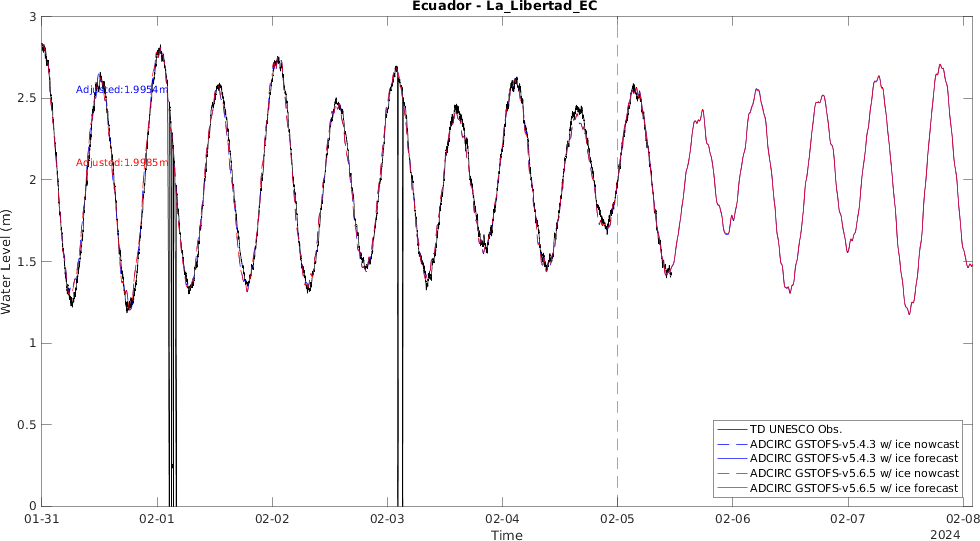 Ecuador - La_Libertad_EC
3
2.5
2
1.5
1
0.5
0
Water Level (m)
Adjusted:1.9954m
Adjusted:1.9985m
TD UNESCO Obs.
ADCIRC GSTOFS-v5.4.3 w/ ice nowcast
ADCIRC GSTOFS-v5.4.3 w/ ice forecast
ADCIRC GSTOFS-v5.6.5 w/ ice nowcast
ADCIRC GSTOFS-v5.6.5 w/ ice forecast
01-31 02-01 02-02 02-03 02-04 02-05 02-06 02-07 02-08
Time
2024